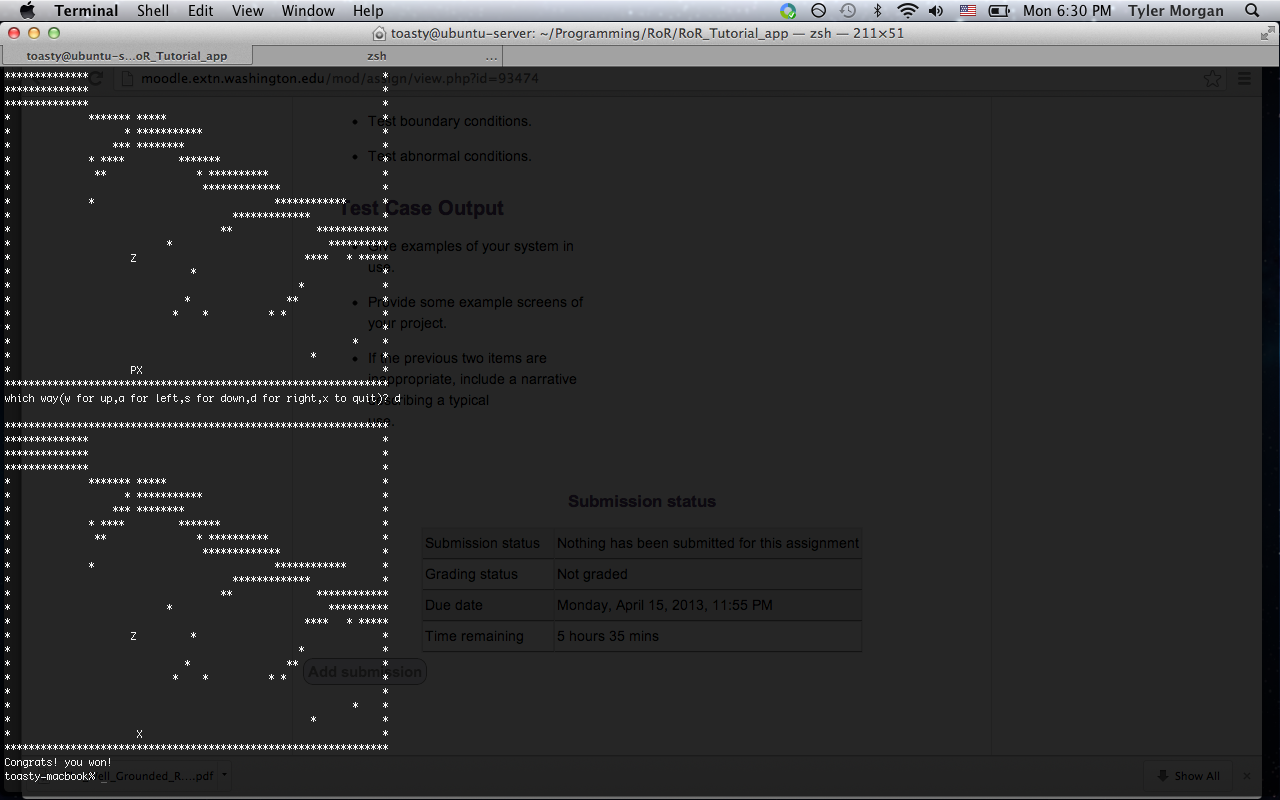 Terminal Shell Edit View Window Help Mon 6:30 PM Tyler Morgan
toasty@ubuntu-server: ~/Programming/RoR/RoR_Tutorial_app — zsh — 211×51
toasty@ubuntu-s...oR_Tutorial_app zsh ...
moodle.extn.washington.edu/mod/assign/view.php?id=93474
**************                                                 *
**************                                                 *
**************                                                 *
*             ******* *****                                    *
*                   * ***********                              *
*                 *** ********                                 *
*             * ****         *******                           *
*              **               * **********                   *
*                                *************                 *
*             *                              ************      *
*                                     *************            *
*                                   **              ************
*                          *                          **********
*                    Z                            ****   * *****
*                              *                               *
*                                                *              *
*                             *                **              *
*                           *    *          * *                *
*                                                              *
*                                                         *    *
*                                                  *           *
*                    PX                                        *
****************************************************************
which way(w for up,a for left,s for down,d for right,x to quit)? d
****************************************************************
**************                                                 *
**************                                                 *
**************                                                 *
*             ******* *****                                    *
*                   * ***********                              *
*                 *** ********                                 *
*             * ****         *******                           *
*              **               * **********                   *
*                                *************                 *
*             *                              ************      *
*                                     *************            *
*                                   **              ************
*                          *                          **********
*                                                 ****   * *****
*                    Z         *                               *
*                                                *              *
*                             *                **              *
*                           *    *          * *                *
*                                                              *
*                                                         *    *
*                                                  *           *
*                     X                                        *
****************************************************************
Congrats! you won!
toasty-macbook% _
• Test boundary conditions.
• Test abnormal conditions.
Test Case Output
• Give examples of your system in
use.
• Provide some example screens of
your project.
• If the previous two items are
inappropriate, include a narrative
describing a typical
use.
Submission status
Submission status Nothing has been submitted for this assignment
Grading status Not graded
Due date Monday, April 15, 2013, 11:55 PM
Time remaining 5 hours 35 mins
Add submission
ell_Grounded_R....pdf Show All